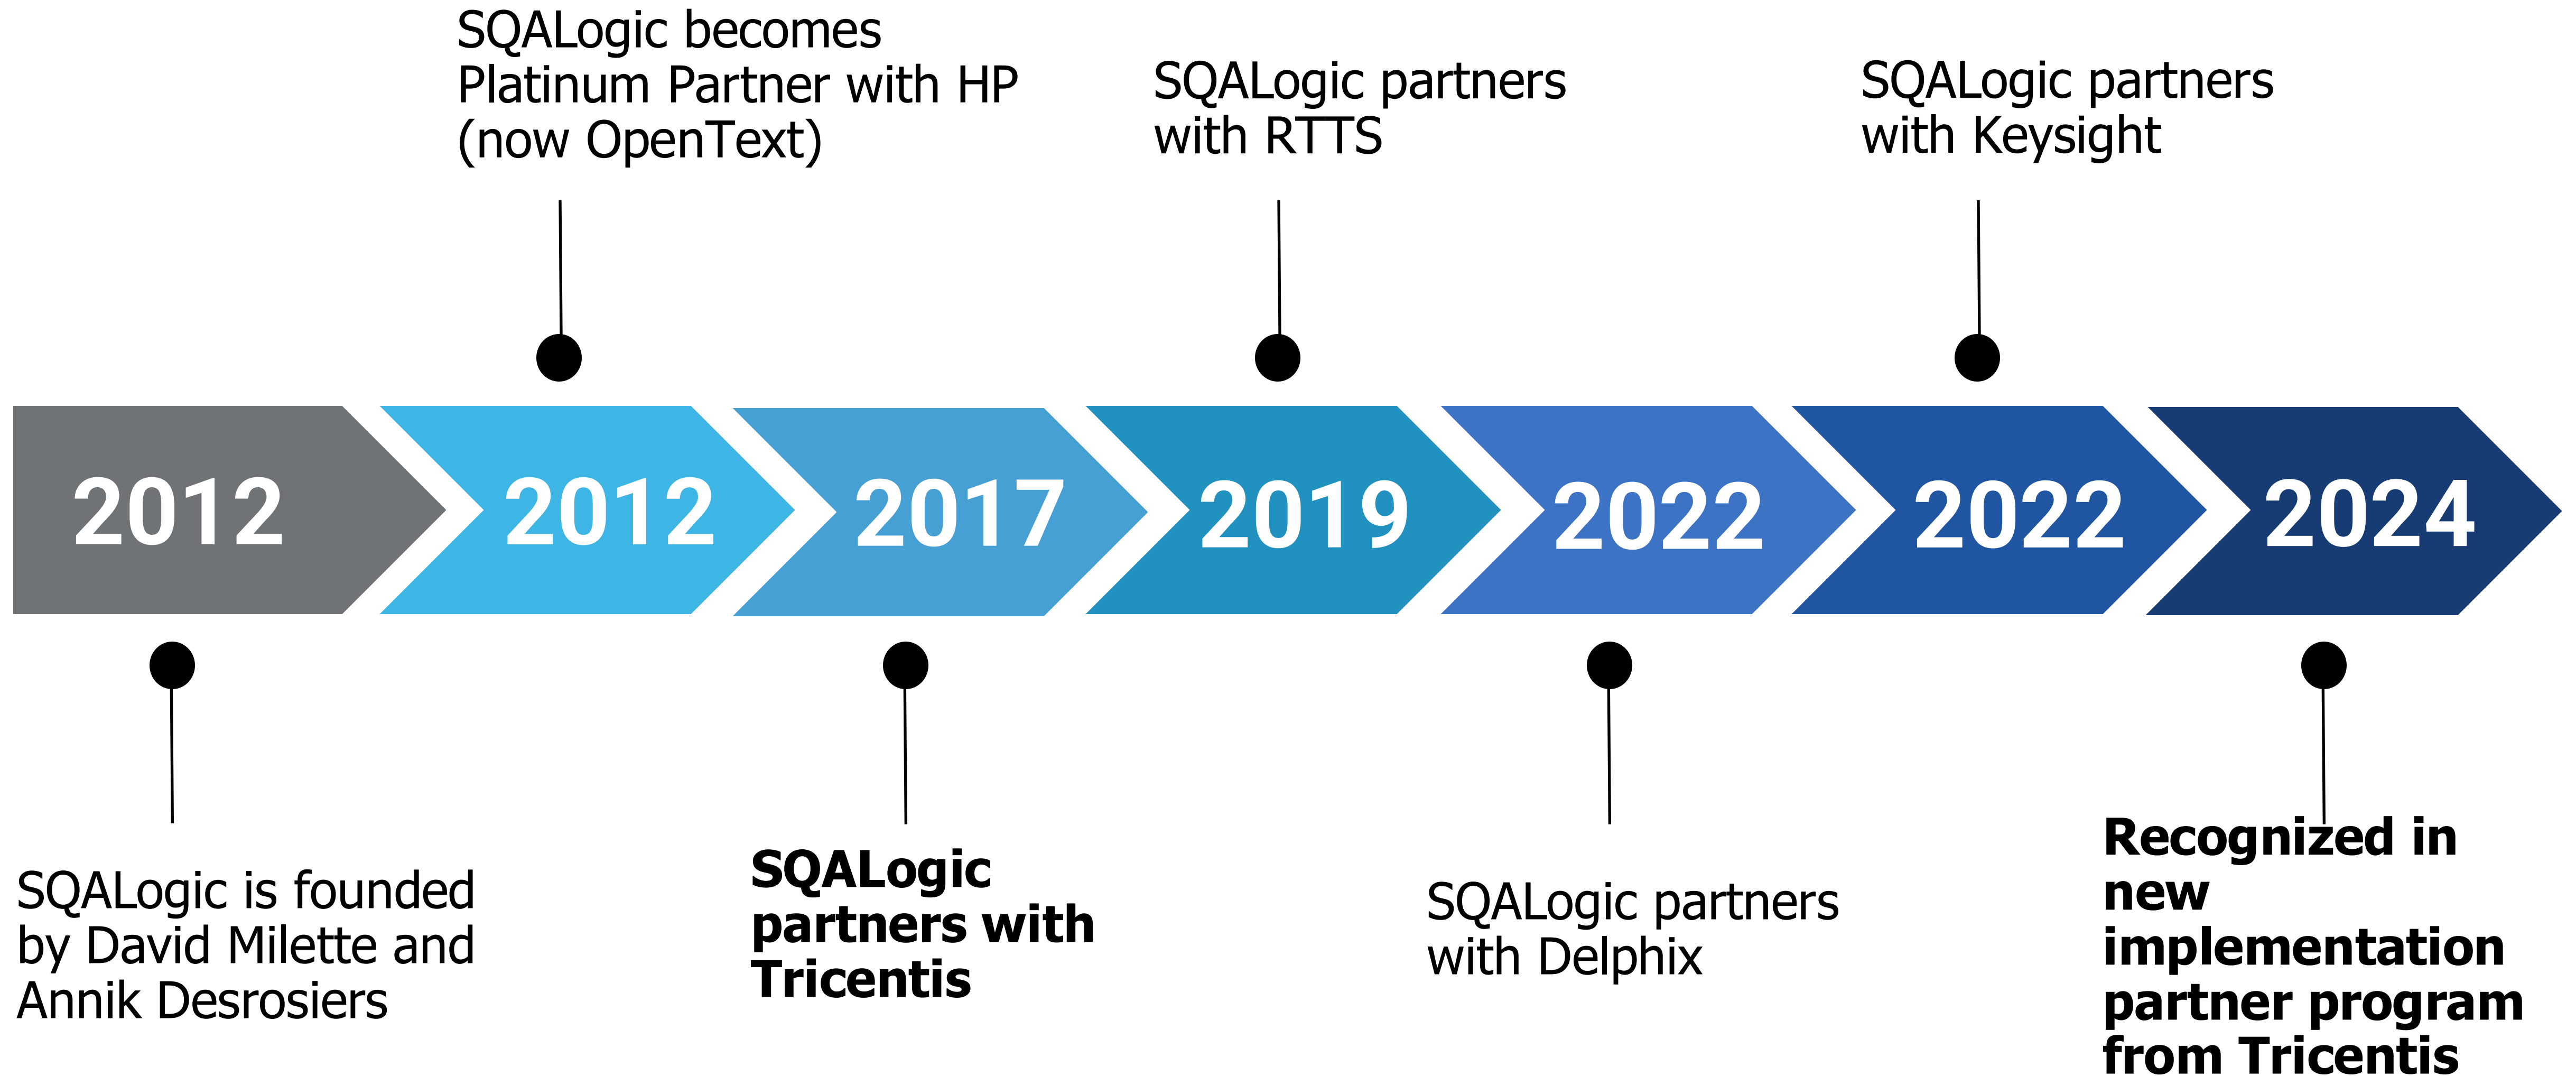 SQALogic becomes
Platinum Partner with HP
(now OpenText)
SQALogic partners
with RTTS
SQALogic partners
with Keysight
2012
2012
2017
2019
2022
2022
2024
SQALogic is founded
by David Milette and
Annik Desrosiers
SQALogic
partners with
Tricentis
SQALogic partners
with Delphix
Recognized in
new
implementation
partner program
from Tricentis